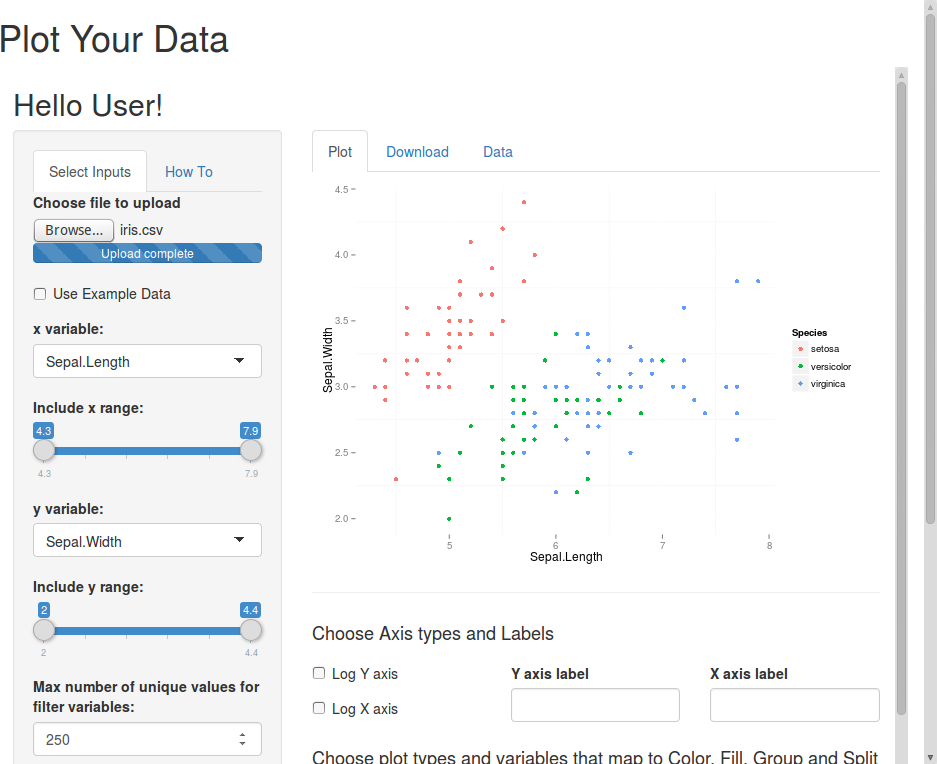 Plot Your Data
Hello User!
Select Inputs
How To
Choose file to upload
Browse...
iris.csv
Upload complete
Use Example Data
x variable:
Sepal.Length
Include x range:
4.3
7.9
4.3
7.9
y variable:
Sepal.Width
Include y range:
2
4.4
2
4.4
Max number of unique values for
filter variables:
250
Plot
Download
Data
4.5
4.0
3.5
3.0
2.5
2.0
Sepal.Width
5
6
7
8
Sepal.Length
Species
setosa
versicolor
virginica
Choose Axis types and Labels
Log Y axis
Log X axis
Y axis label
X axis label
Choose plot types and variables that map to Color, Fill, Group and Split